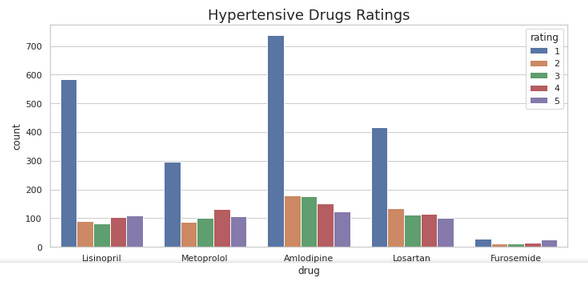 Hypertensive Drugs Ratings
rating
1
2
3
4
5
700
600
500
400
300
200
100
0
count
Lisinopril Metoprolol Amlodipine Losartan Furosemide
drug